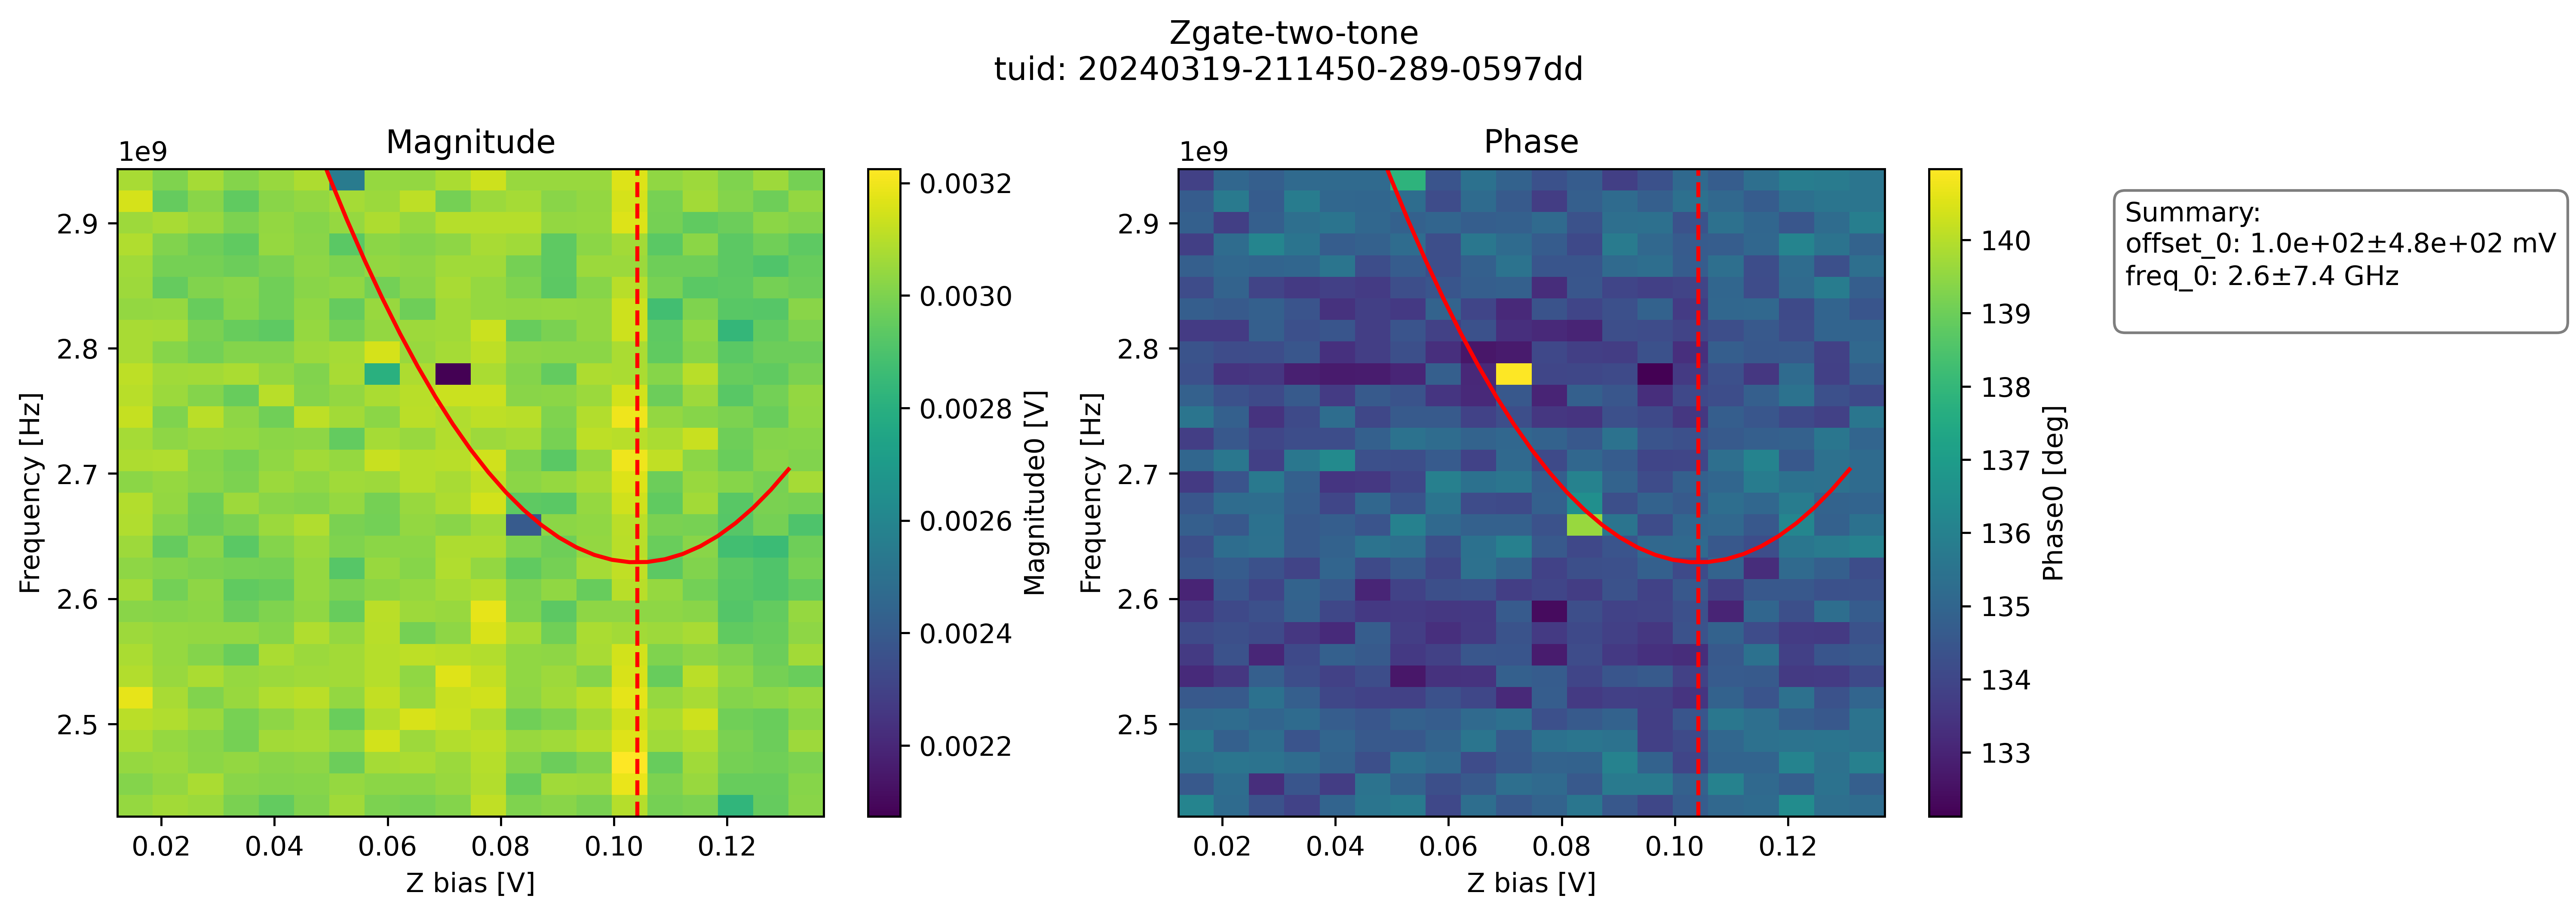 Zgate-two-tone
tuid: 20240319-211450-289-0597dd
Magnitude
1e9
2.9
2.8
2.7
2.6
2.5
Frequency [Hz]
0.02 0.04 0.06 0.08 0.10 0.12
Z bias [V]
0.0032
0.0030
0.0028
0.0026
0.0024
0.0022
Magnitude0 [V]
Phase
1e9
2.9
2.8
2.7
2.6
2.5
Frequency [Hz]
0.02 0.04 0.06 0.08 0.10 0.12
Z bias [V]
140
139
138
137
136
135
134
133
Phase0 [deg]
Summary:
offset_0: 1.0e+02±4.8e+02 mV
freq_0: 2.6±7.4 GHz